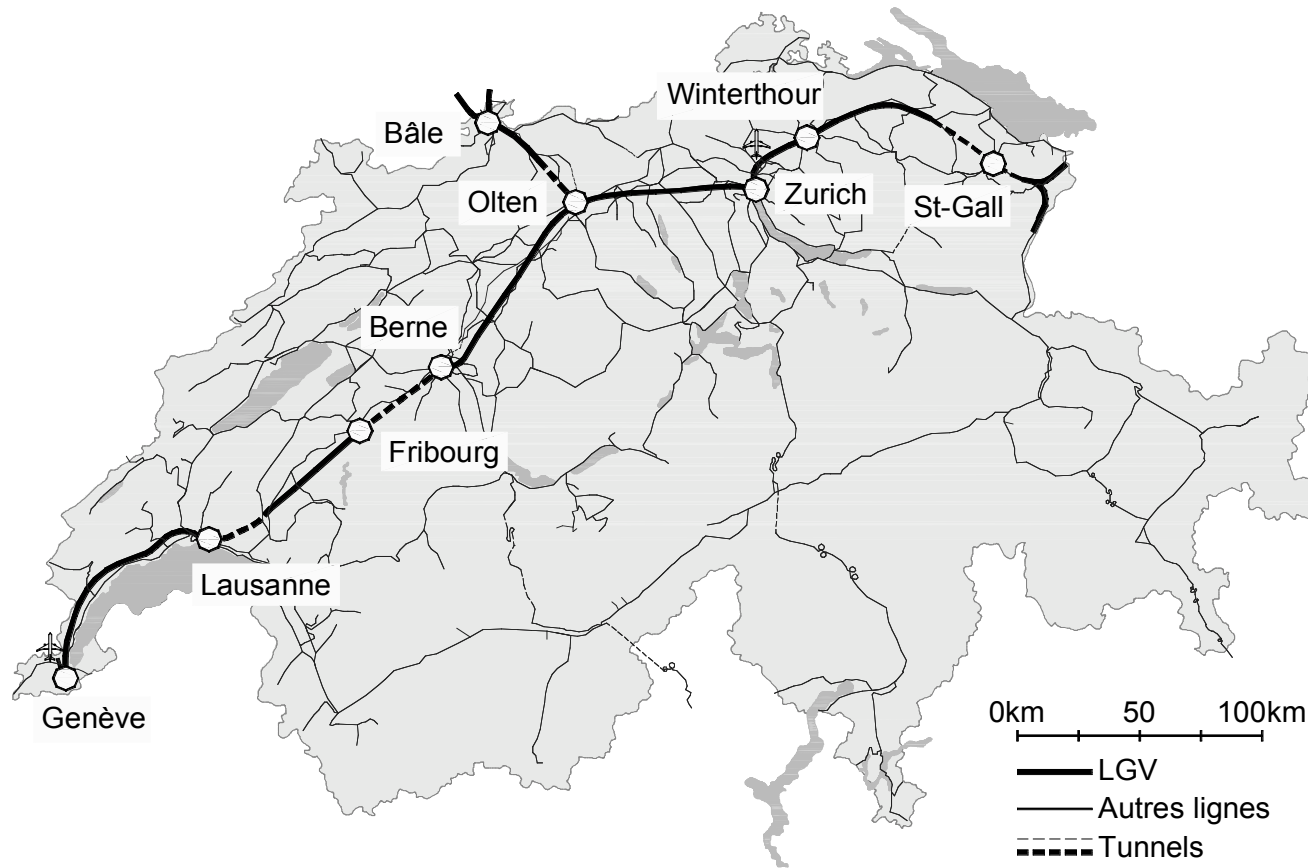 Winterthour
Bâle
Olten
Zurich
St-Gall
Berne
Fribourg
Lausanne
Genève
0km 50 100km
LGV
Autres lignes
Tunnels